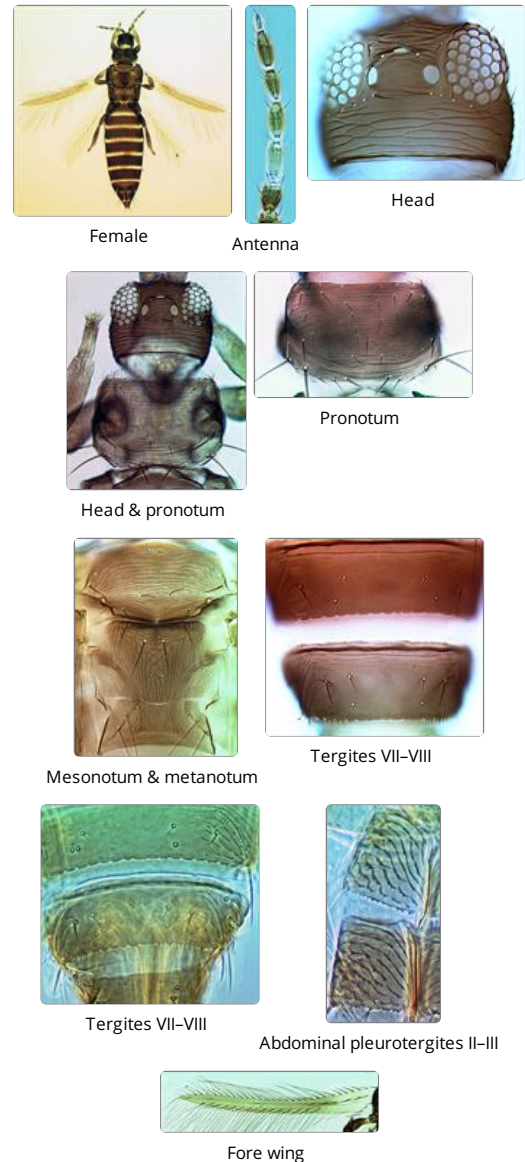 Female
Antenna
Head
Head & pronotum
Pronotum
Mesonotum & metanotum
Tergites VII–VIII
Tergites VII–VIII
Abdominal pleurotergites II–III
Fore wing